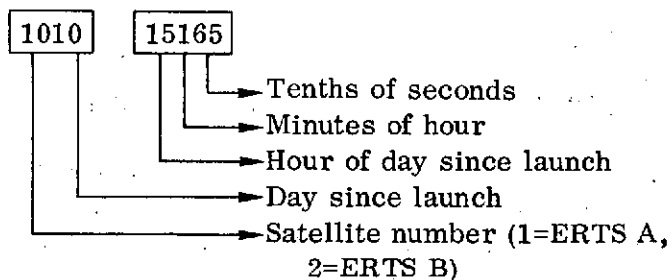 1010 15165
Tenths of seconds
Minutes of hour
Hour of day since launch
Day since launch
Satellite number (1=ERTS A,
2=ERTS B)